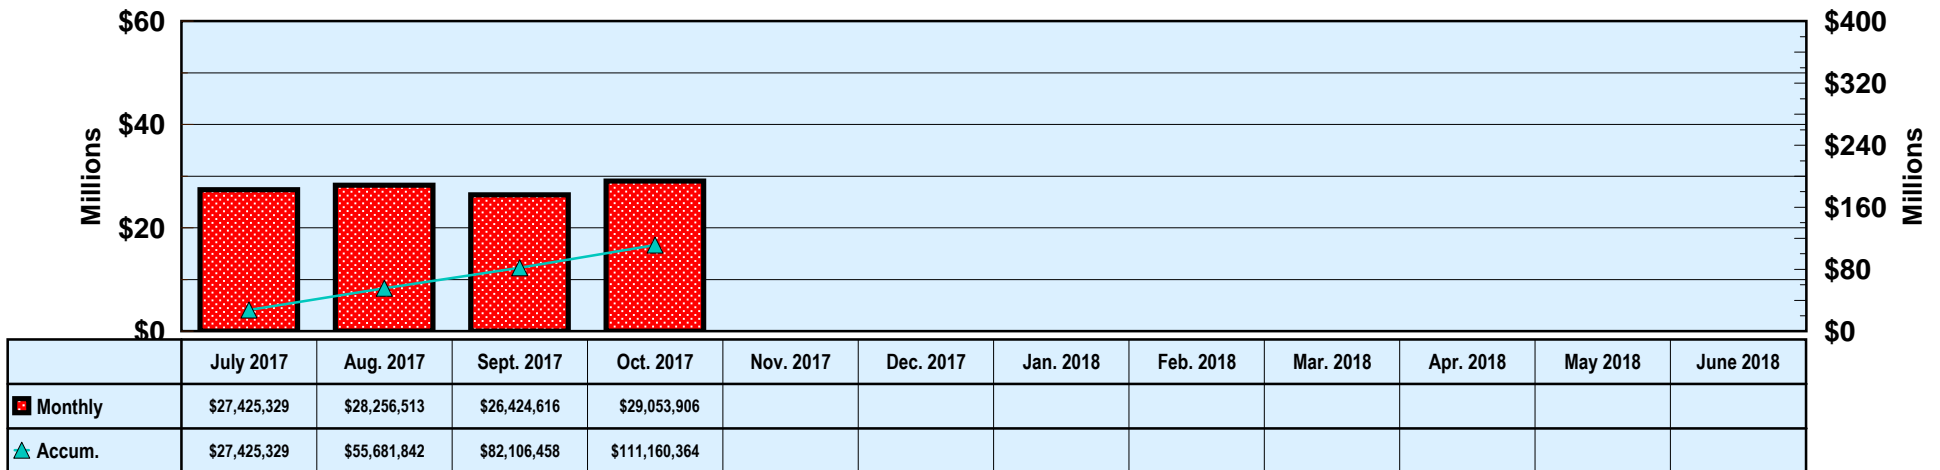 $60 $400
$320
$40
$240
Millions Millions
$160
$20
$80
$0 $0
July 2017 Aug. 2017 Sept. 2017 Oct. 2017 Nov. 2017 Dec. 2017 Jan. 2018 Feb. 2018 Mar. 2018 Apr. 2018 May 2018 June 2018
Monthly $27,425,329 $28,256,513 $26,424,616 $29,053,906
Accum. $27,425,329 $55,681,842 $82,106,458 $111,160,364